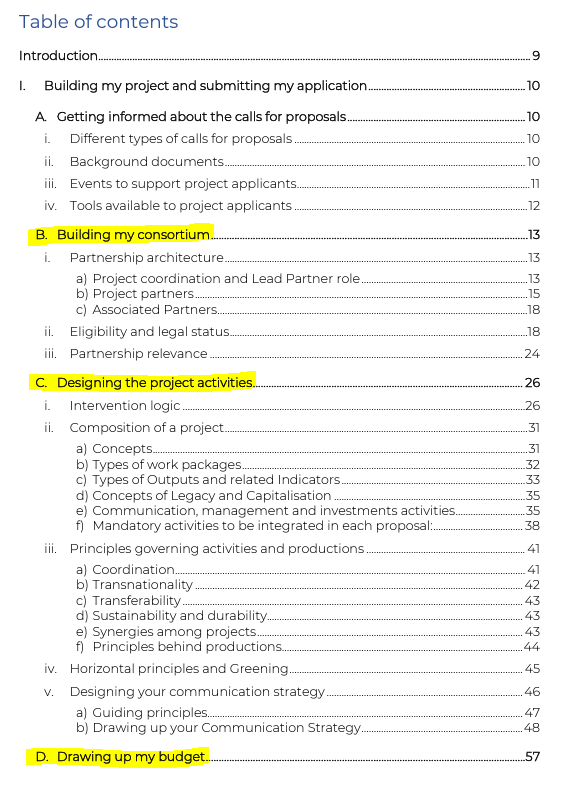 Table of contents
Introduction 9
I. Building my project and submitting my application 10
A. Getting informed about the calls for proposals 10
i. Different types of calls for proposals 10
ii. Background documents 10
iii. Events to support project applicants 11
iv. Tools available to project applicants 12
B. Building my consortium 13
i. Partnership architecture 13
a) Project coordination and Lead Partner role 13
b) Project partners 15
c) Associated Partners 18
ii. Eligibility and legal status 18
iii. Partnership relevance 24
C. Designing the project activities 26
i. Intervention logic 26
ii. Composition of a project 31
a) Concepts 31
b) Types of work packages 32
c) Types of Outputs and related Indicators 33
d) Concepts of Legacy and Capitalisation 35
e) Communication, management and investments activities 35
f) Mandatory activities to be integrated in each proposal: 38
iii. Principles governing activities and productions 41
a) Coordination 41
b) Transnationality 42
c) Transferability 43
d) Sustainability and durability 43
e) Synergies among projects 43
f) Principles behind productions 44
iv. Horizontal principles and Greening 45
v. Designing your communication strategy 46
a) Guiding principles 47
b) Drawing up your Communication Strategy 48
D. Drawing up my budget 57